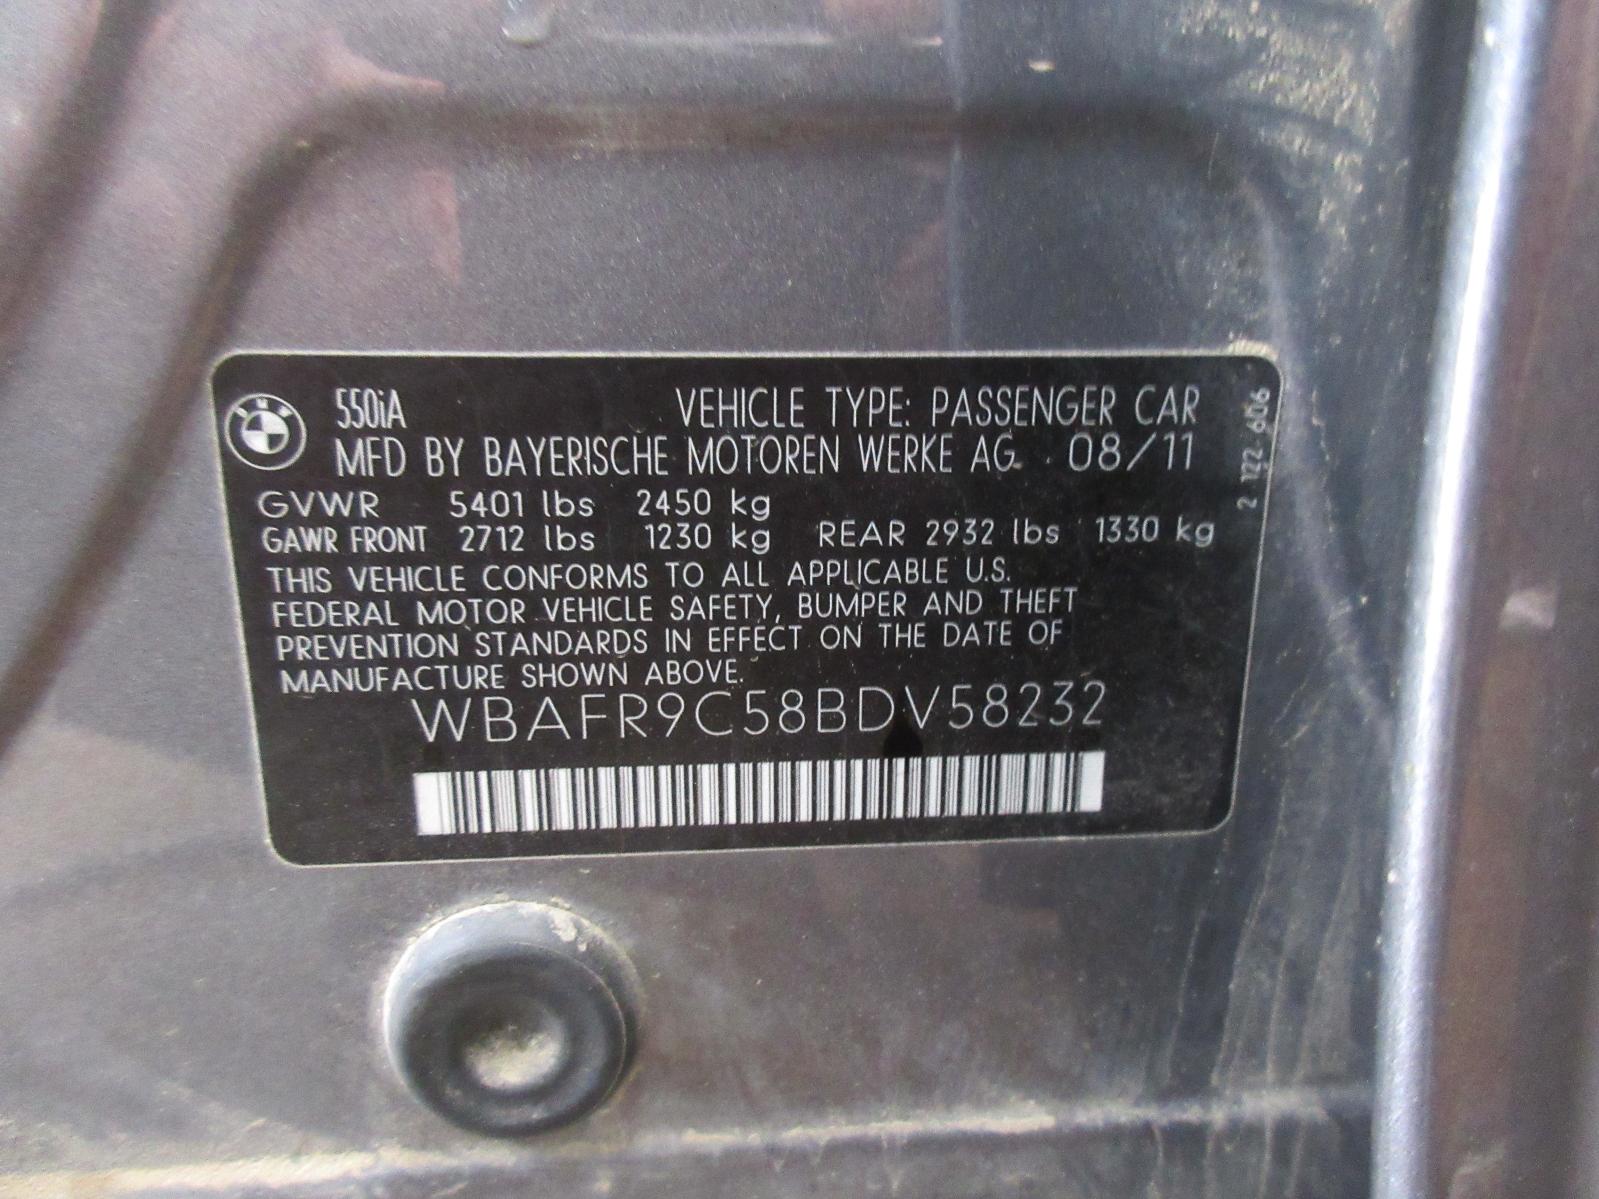 550iA VEHICLE TYPE: PASSENGER CAR
MFD BY BAYERISCHE MOTOREN WERKE AG 08/11
GVWR 5401 lbs 2450 kg
GAWR FRONT 2712 lbs 1230 kg REAR 2932 lbs 1330 kg
THIS VEHICLE CONFORMS TO ALL APPLICABLE U.S.
FEDERAL MOTOR VEHICLE SAFETY, BUMPER AND THEFT
PREVENTION STANDARDS IN EFFECT ON THE DATE OF
MANUFACTURE SHOWN ABOVE.
WBAFR9C58BDV58232
2 122 606
BMW